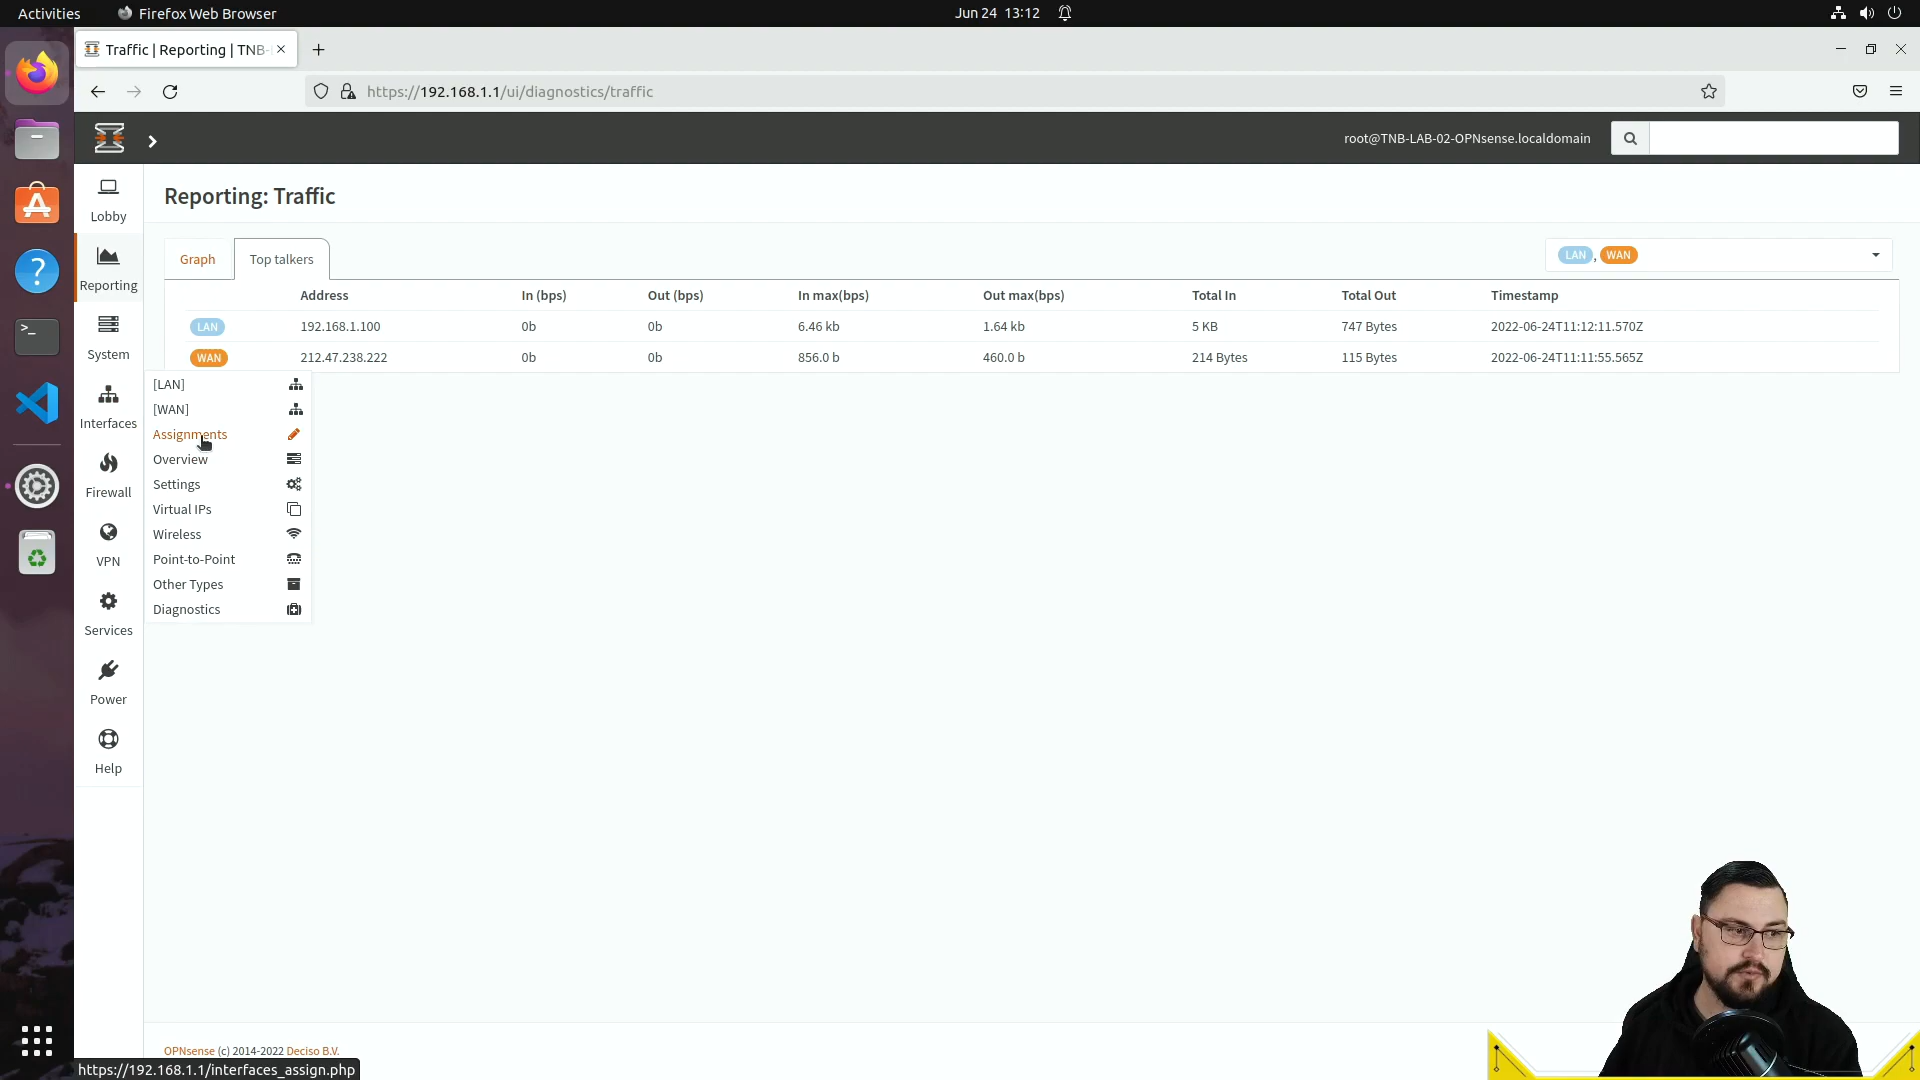 Activities
Firefox Web Browser
Jun 24 13:12
Traffic | Reporting | TNB-
https://192.168.1.1/ui/diagnostics/traffic
root@TNB-LAB-02-OPNsense.localdomain
Lobby
Reporting
System
Interfaces
Firewall
VPN
Services
Power
Help
Reporting: Traffic
Graph
Top talkers
LAN , WAN
Address In (bps) Out (bps) In max(bps) Out max(bps) Total In Total Out Timestamp
LAN 192.168.1.100 0b 0b 6.46 kb 1.64 kb 5 KB 747 Bytes 2022-06-24T11:12:11.570Z
WAN 212.47.238.222 0b 0b 856.0 b 460.0 b 214 Bytes 115 Bytes 2022-06-24T11:11:55.565Z
[LAN]
[WAN]
Assignments
Overview
Settings
Virtual IPs
Wireless
Point-to-Point
Other Types
Diagnostics
OPNsense (c) 2014-2022 Deciso B.V.
https://192.168.1.1/interfaces_assign.php